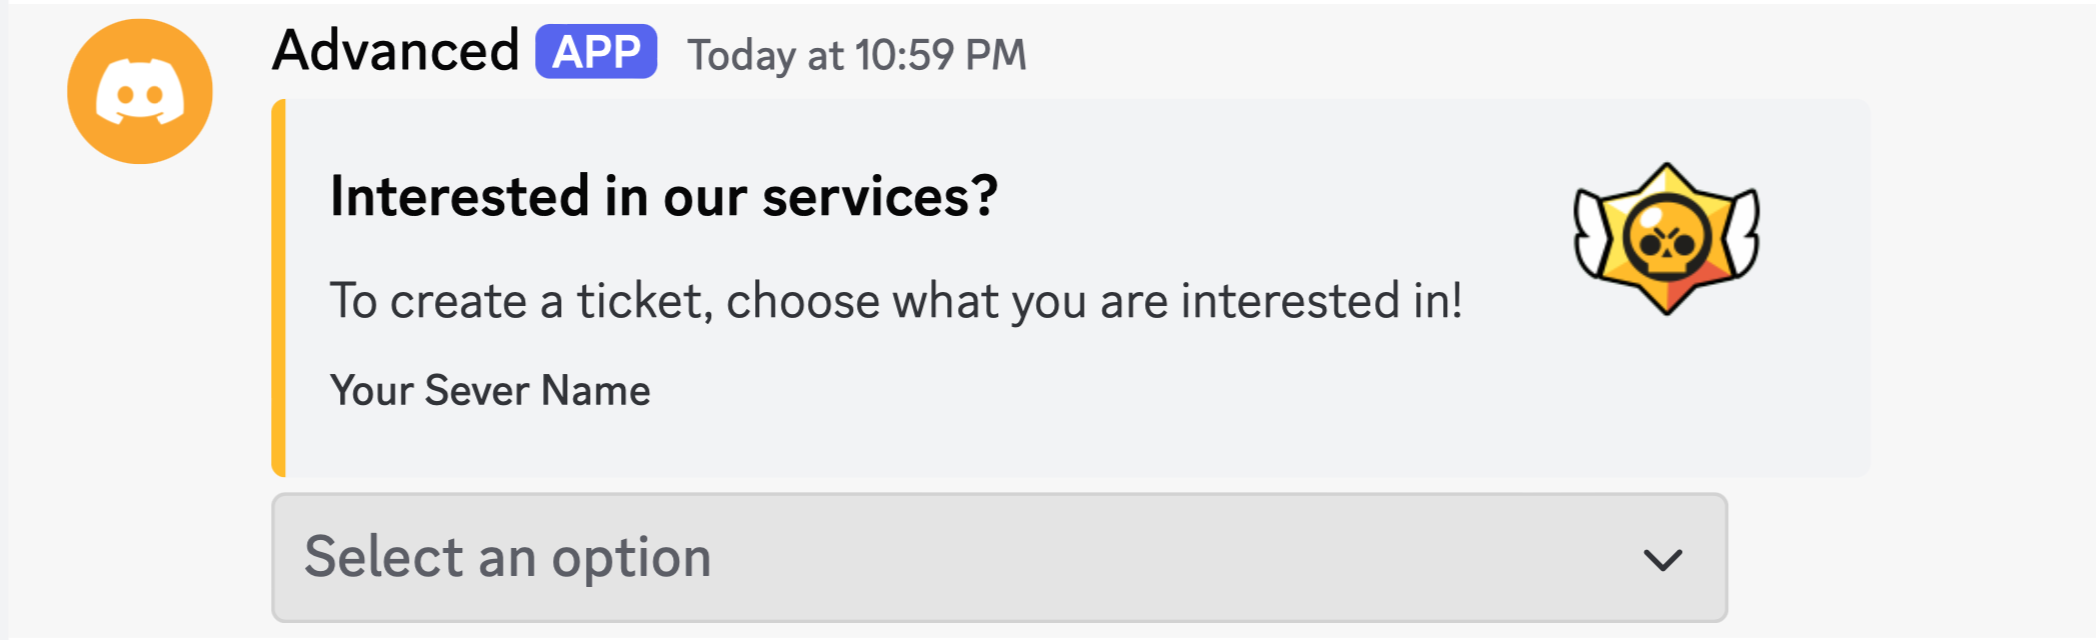 Advanced APP Today at 10:59 PM
Interested in our services?
To create a ticket, choose what you are interested in!
Your Sever Name
Select an option